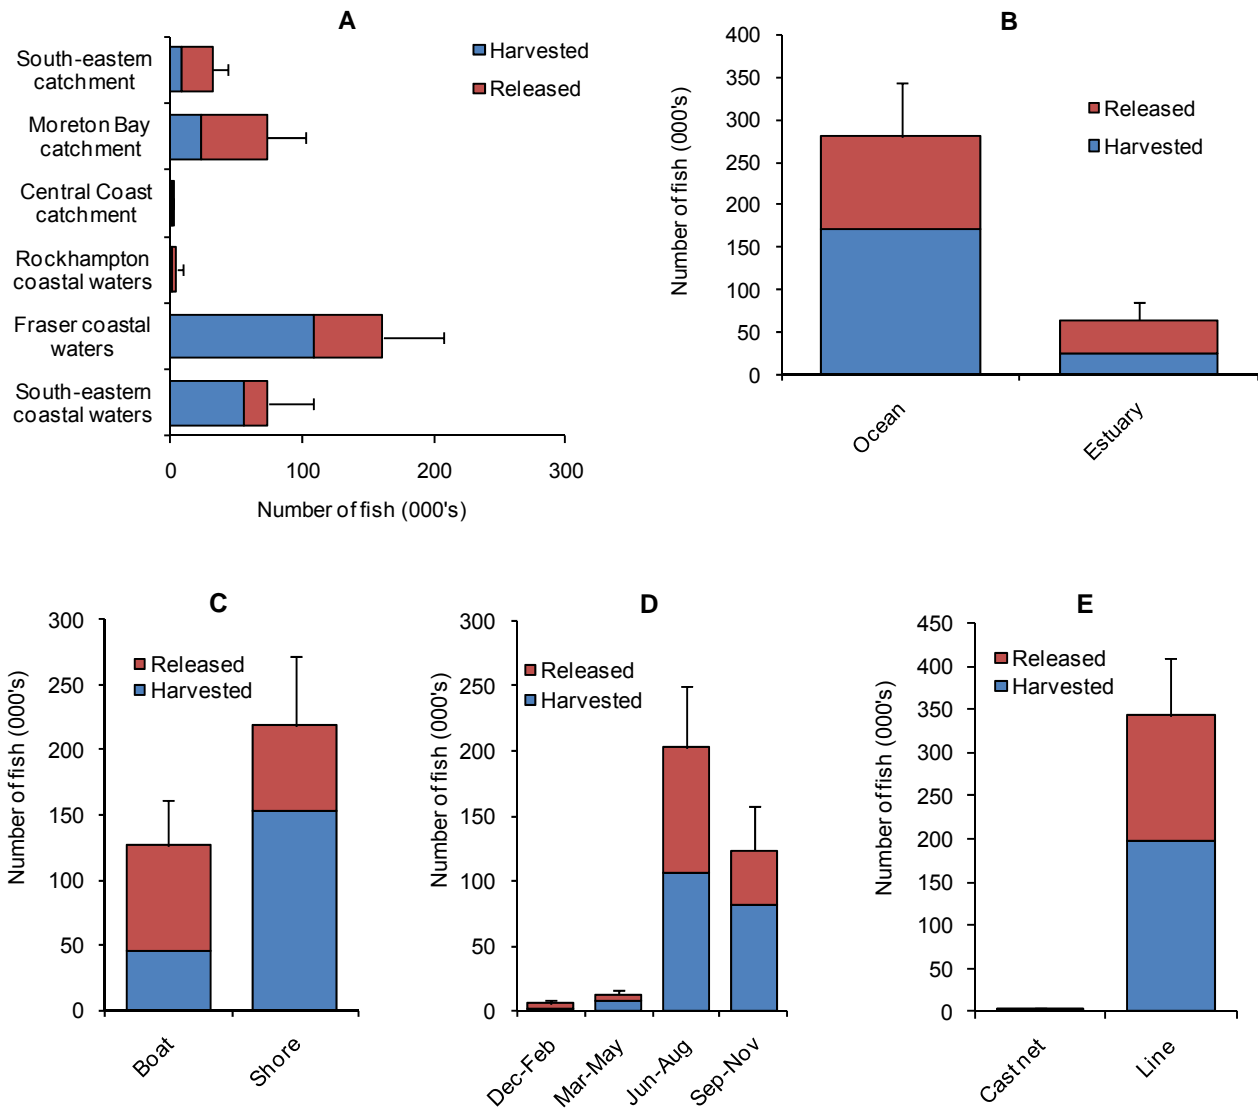 A
South-eastern
catchment
Moreton Bay
catchment
Central Coast
catchment
Rockhampton
coastal waters
Fraser coastal
waters
South-eastern
coastal waters
Harvested
Released
0 100 200 300
Number of fish (000's)
B
Number of fish (000's)
400
350
300
250
200
150
100
50
0
Released
Harvested
Ocean
Estuary
C
Number of fish (000's)
300
250
200
150
100
50
0
Released
Harvested
Boat
Shore
D
Number of fish (000's)
300
250
200
150
100
50
0
Released
Harvested
Dec-Feb
Mar-May
Jun-Aug
Sep-Nov
E
Number of fish (000's)
450
400
350
300
250
200
150
100
50
0
Released
Harvested
Cast net
Line